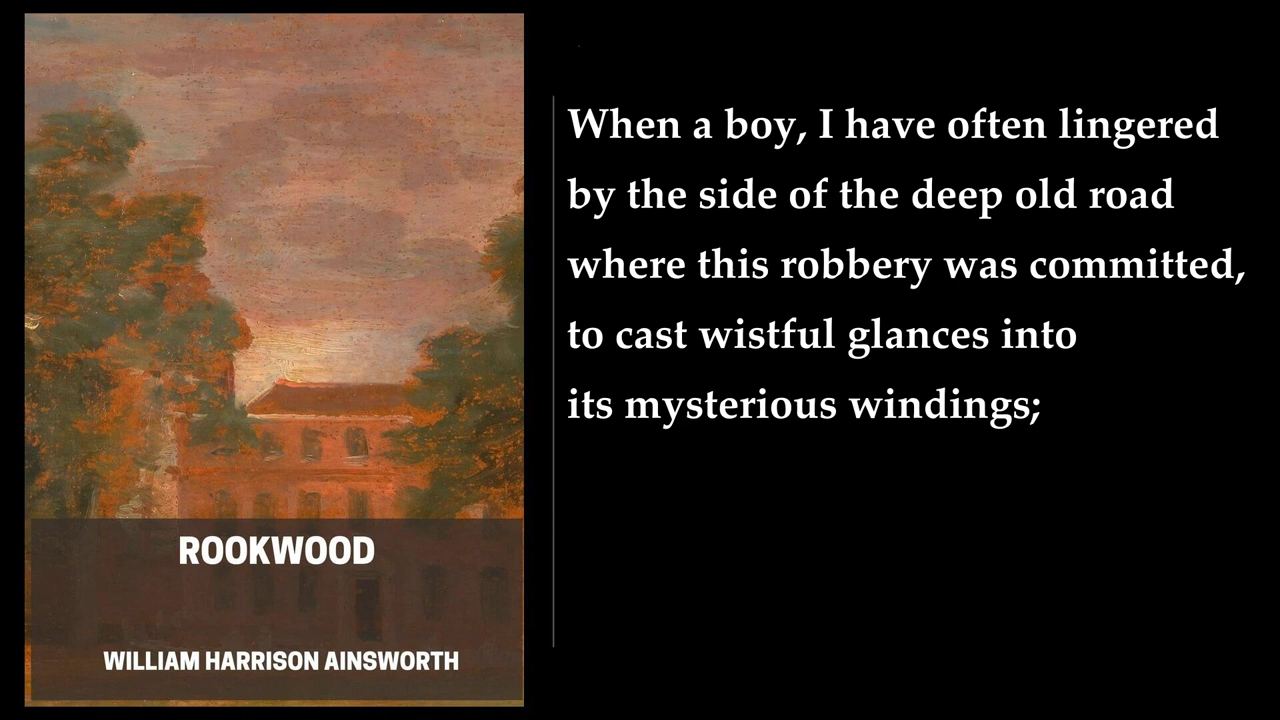 ROOKWOOD
WILLIAM HARRISON AINSWORTH
When a boy, I have often lingered
by the side of the deep old road
where this robbery was committed,
to cast wistful glances into
its mysterious windings;